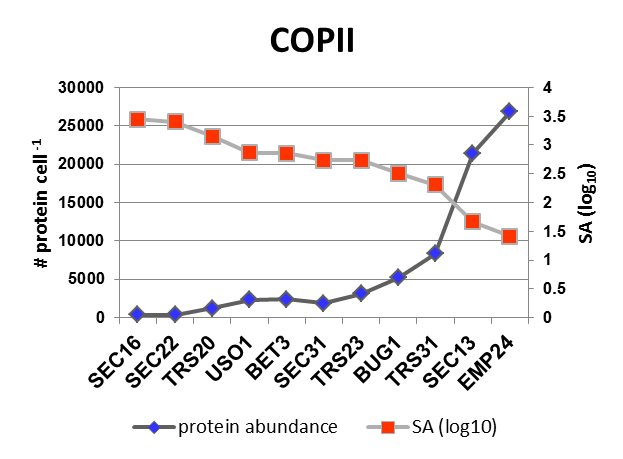 COPII
30000
25000
20000
15000
10000
5000
0
# protein cell -1
4
3.5
3
2.5
2
1.5
1
0.5
0
SA (log10)
SEC16
SEC22
TRS20
USO1
BET3
SEC31
TRS23
BUG1
TRS31
SEC13
EMP24
protein abundance SA (log10)